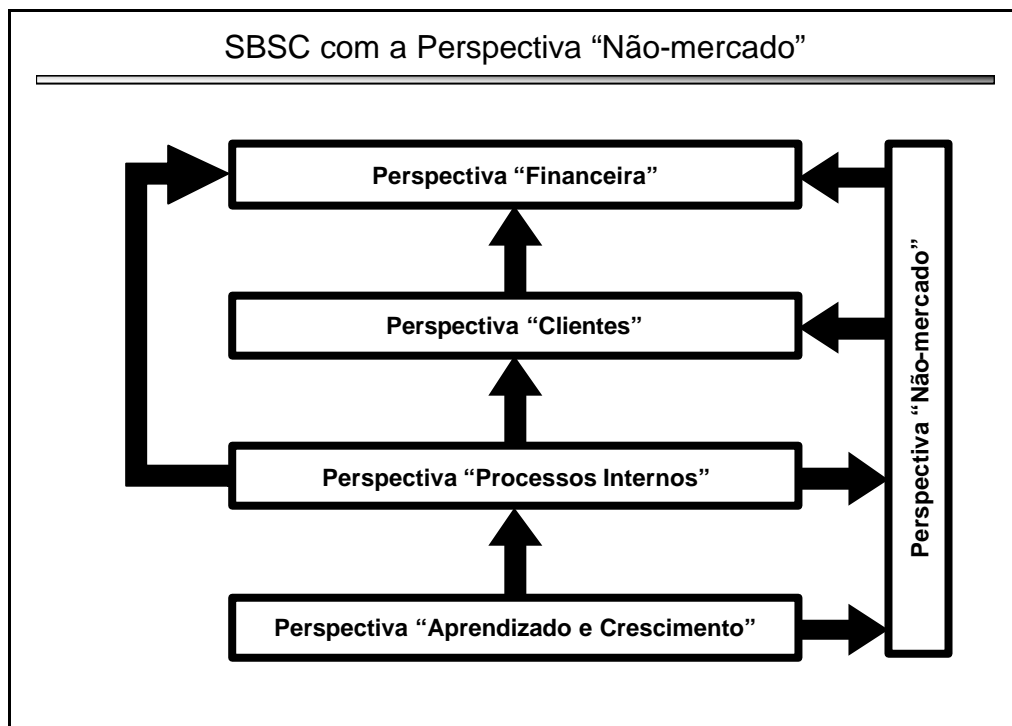 SBSC com a Perspectiva “Não-mercado”
Perspectiva “Financeira”
Perspectiva “Clientes”
Perspectiva “Processos Internos”
Perspectiva “Aprendizado e Crescimento”
Perspectiva “Não-mercado”